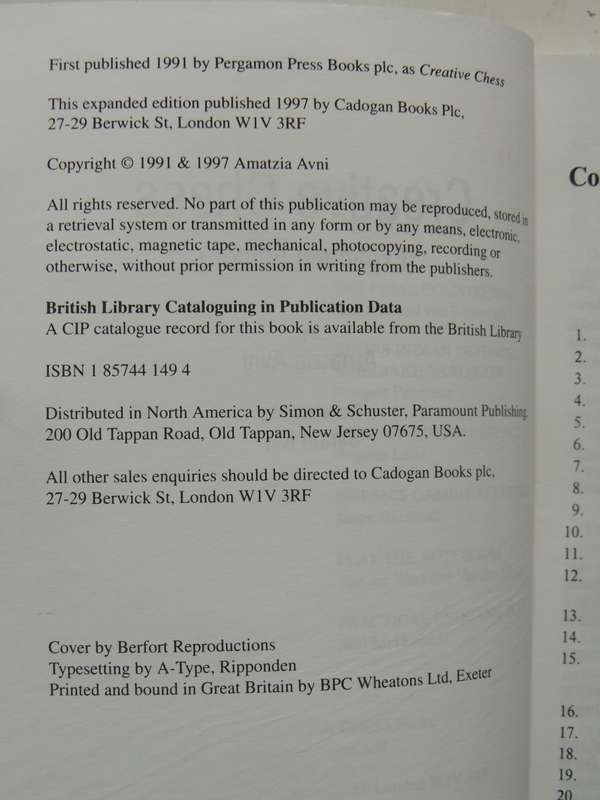 First published 1991 by Pergamon Press Books plc, as Creative Chess
This expanded edition published 1997 by Cadogan Books Plc,
27-29 Berwick St, London W1V 3RF
Copyright © 1991 & 1997 Amatzia Avni
All rights reserved. No part of this publication may be reproduced, stored in
a retrieval system or transmitted in any form or by any means, electronic,
electrostatic, magnetic tape, mechanical, photocopying, recording or
otherwise, without prior permission in writing from the publishers.
British Library Cataloguing in Publication Data
A CIP catalogue record for this book is available from the British Library
ISBN 1 85744 149 4
Distributed in North America by Simon & Schuster, Paramount Publishing.
200 Old Tappan Road, Old Tappan, New Jersey 07675, USA.
All other sales enquiries should be directed to Cadogan Books plc,
27-29 Berwick St, London W1V 3RF
Cover by Berfort Reproductions
Typesetting by A-Type, Ripponden
Printed and bound in Great Britain by BPC Wheatons Ltd, Exeter
Co
1.
2.
3.
4.
5.
6.
7.
8.
9.
10.
11.
12.
13.
14.
15.
16.
17.
18.
19.
20